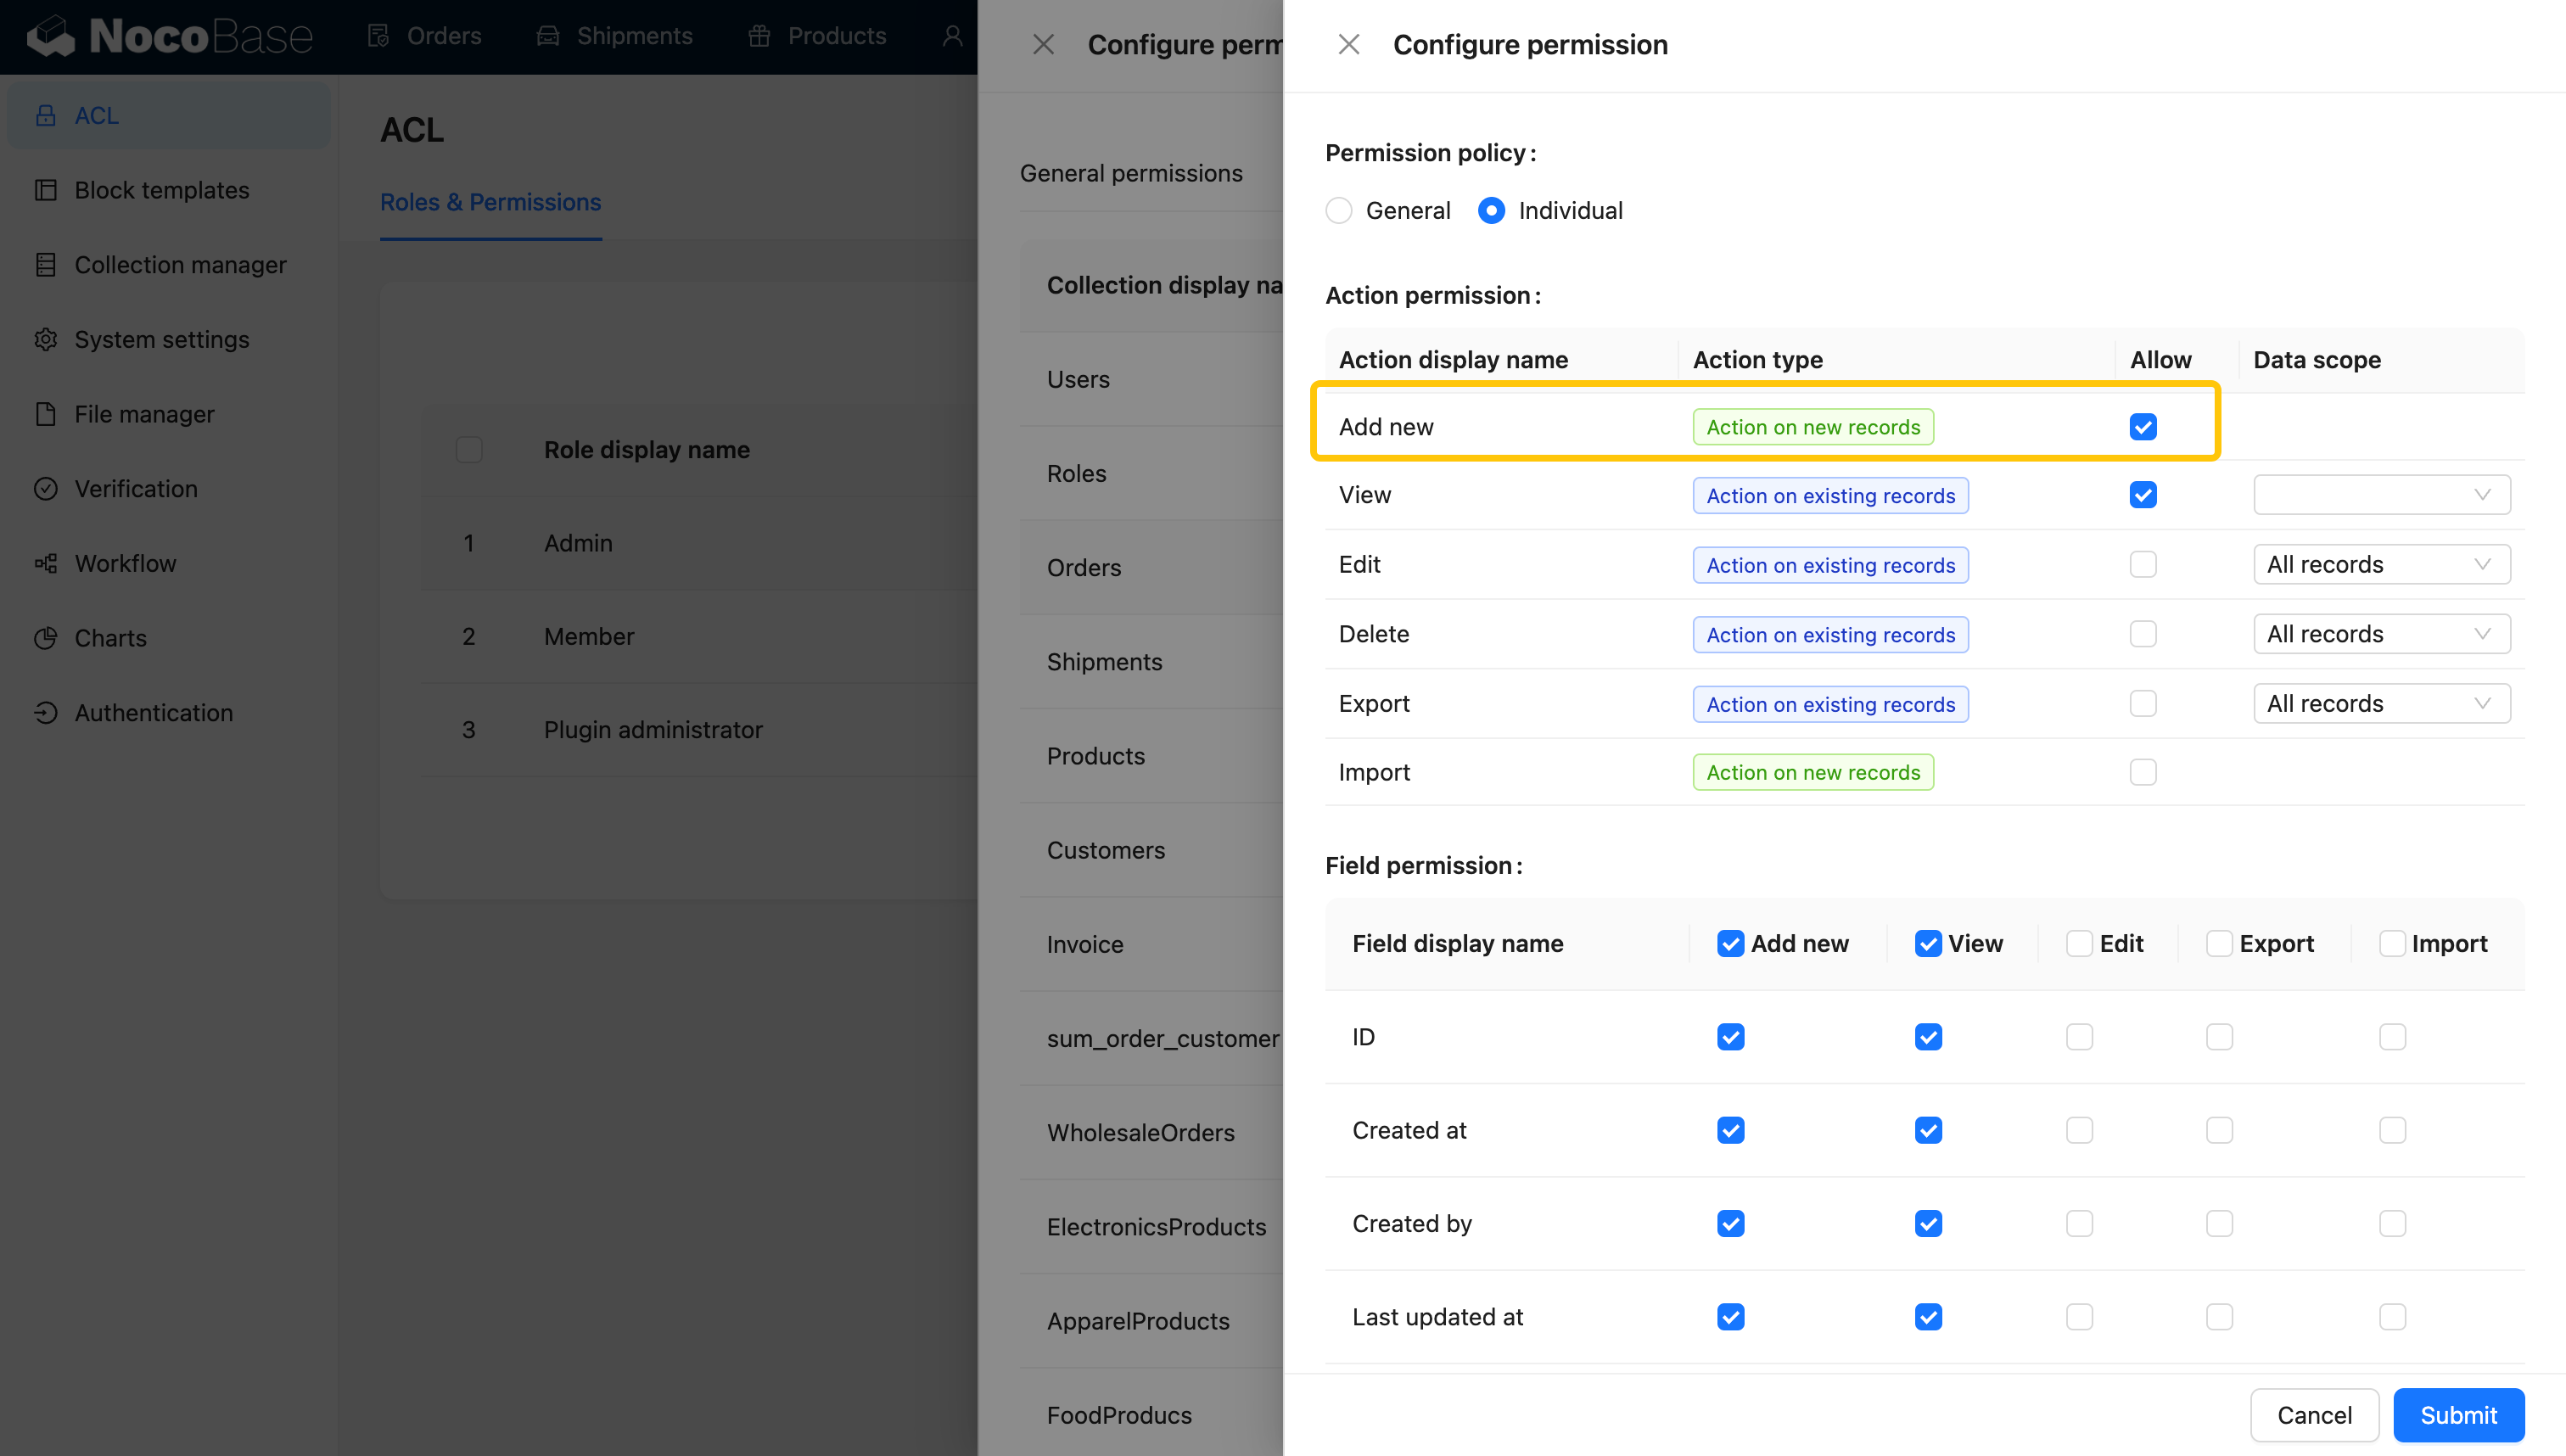 NocoBase
Orders
Shipments
Products
ACL
Block templates
Collection manager
System settings
File manager
Verification
Workflow
Charts
Authentication
ACL
Roles & Permissions
Role display name
1 Admin
2 Member
3 Plugin administrator
Configure perm
General permissions
Collection display na
Users
Roles
Orders
Shipments
Products
Customers
Invoice
sum_order_customer
WholesaleOrders
ElectronicsProducts
ApparelProducts
FoodProducs
Configure permission
Permission policy:
General Individual
Action permission:
Action display name Action type Allow Data scope
Add new Action on new records
View Action on existing records
Edit Action on existing records All records
Delete Action on existing records All records
Export Action on existing records All records
Import Action on new records
Field permission:
Field display name Add new View Edit Export Import
ID
Created at
Created by
Last updated at
Cancel Submit